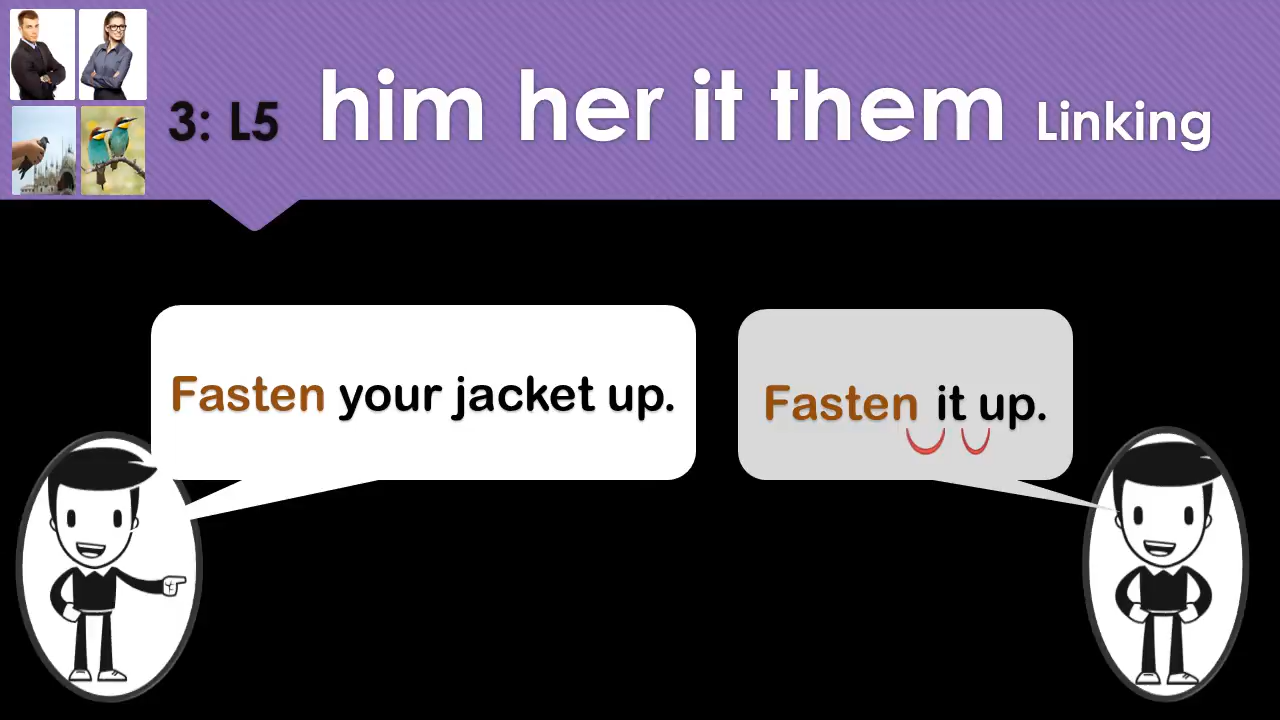 3: L5 him her it them Linking
Fasten your jacket up.
Fasten it up.